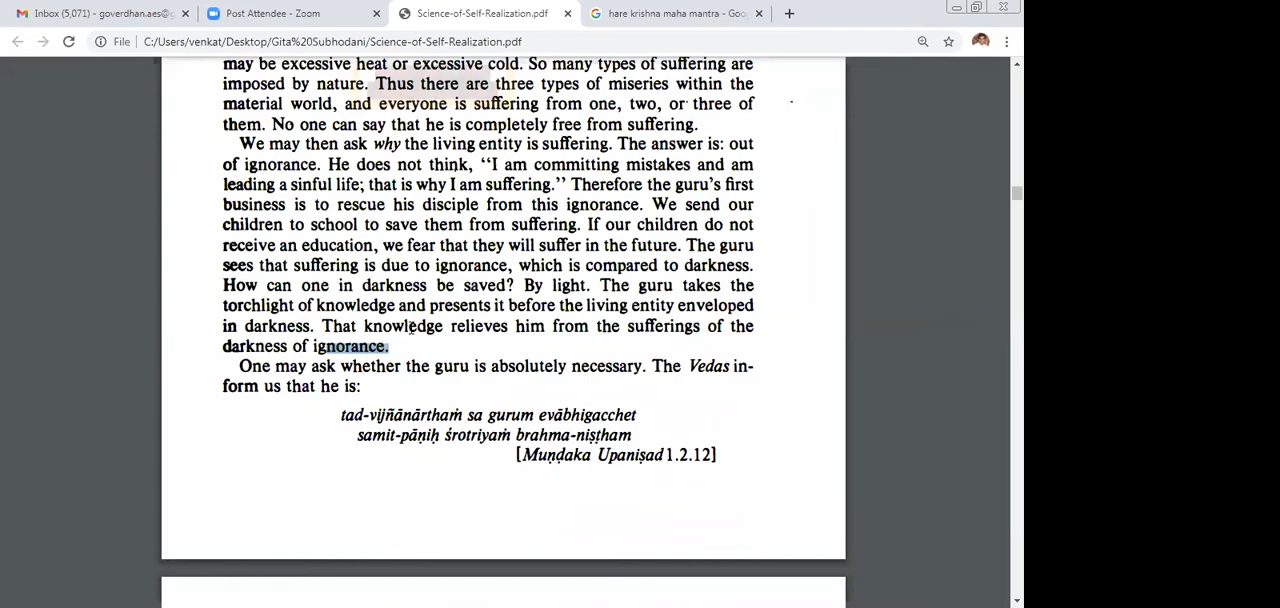 Inbox (5,071) - goverdhan.aes@g
Post Attendee - Zoom
Science-of-Self-Realization.pdf
hare krishna maha mantra - Goo
File
C:/Users/venkat/Desktop/Gita%20Subhodani/Science-of-Self-Realization.pdf
may be excessive heat or excessive cold. So many types of suffering are
imposed by nature. Thus there are three types of miseries within the
material world, and everyone is suffering from one, two, or three of
them. No one can say that he is completely free from suffering.
We may then ask why the living entity is suffering. The answer is: out
of ignorance. He does not think, “I am committing mistakes and am
leading a sinful life; that is why I am suffering.” Therefore the guru's first
business is to rescue his disciple from this ignorance. We send our
children to school to save them from suffering. If our children do not
receive an education, we fear that they will suffer in the future. The guru
sees that suffering is due to ignorance, which is compared to darkness.
How can one in darkness be saved? By light. The guru takes the
torchlight of knowledge and presents it before the living entity enveloped
in darkness. That knowledge relieves him from the sufferings of the
darkness of ignorance.
One may ask whether the guru is absolutely necessary. The Vedas in-
form us that he is:
tad-vijñānārthaṁ sa gurum evābhigacchet
samit-pāṇiḥ śrotriyaṁ brahma-niṣṭham
[Muṇḍaka Upaniṣad 1.2.12]